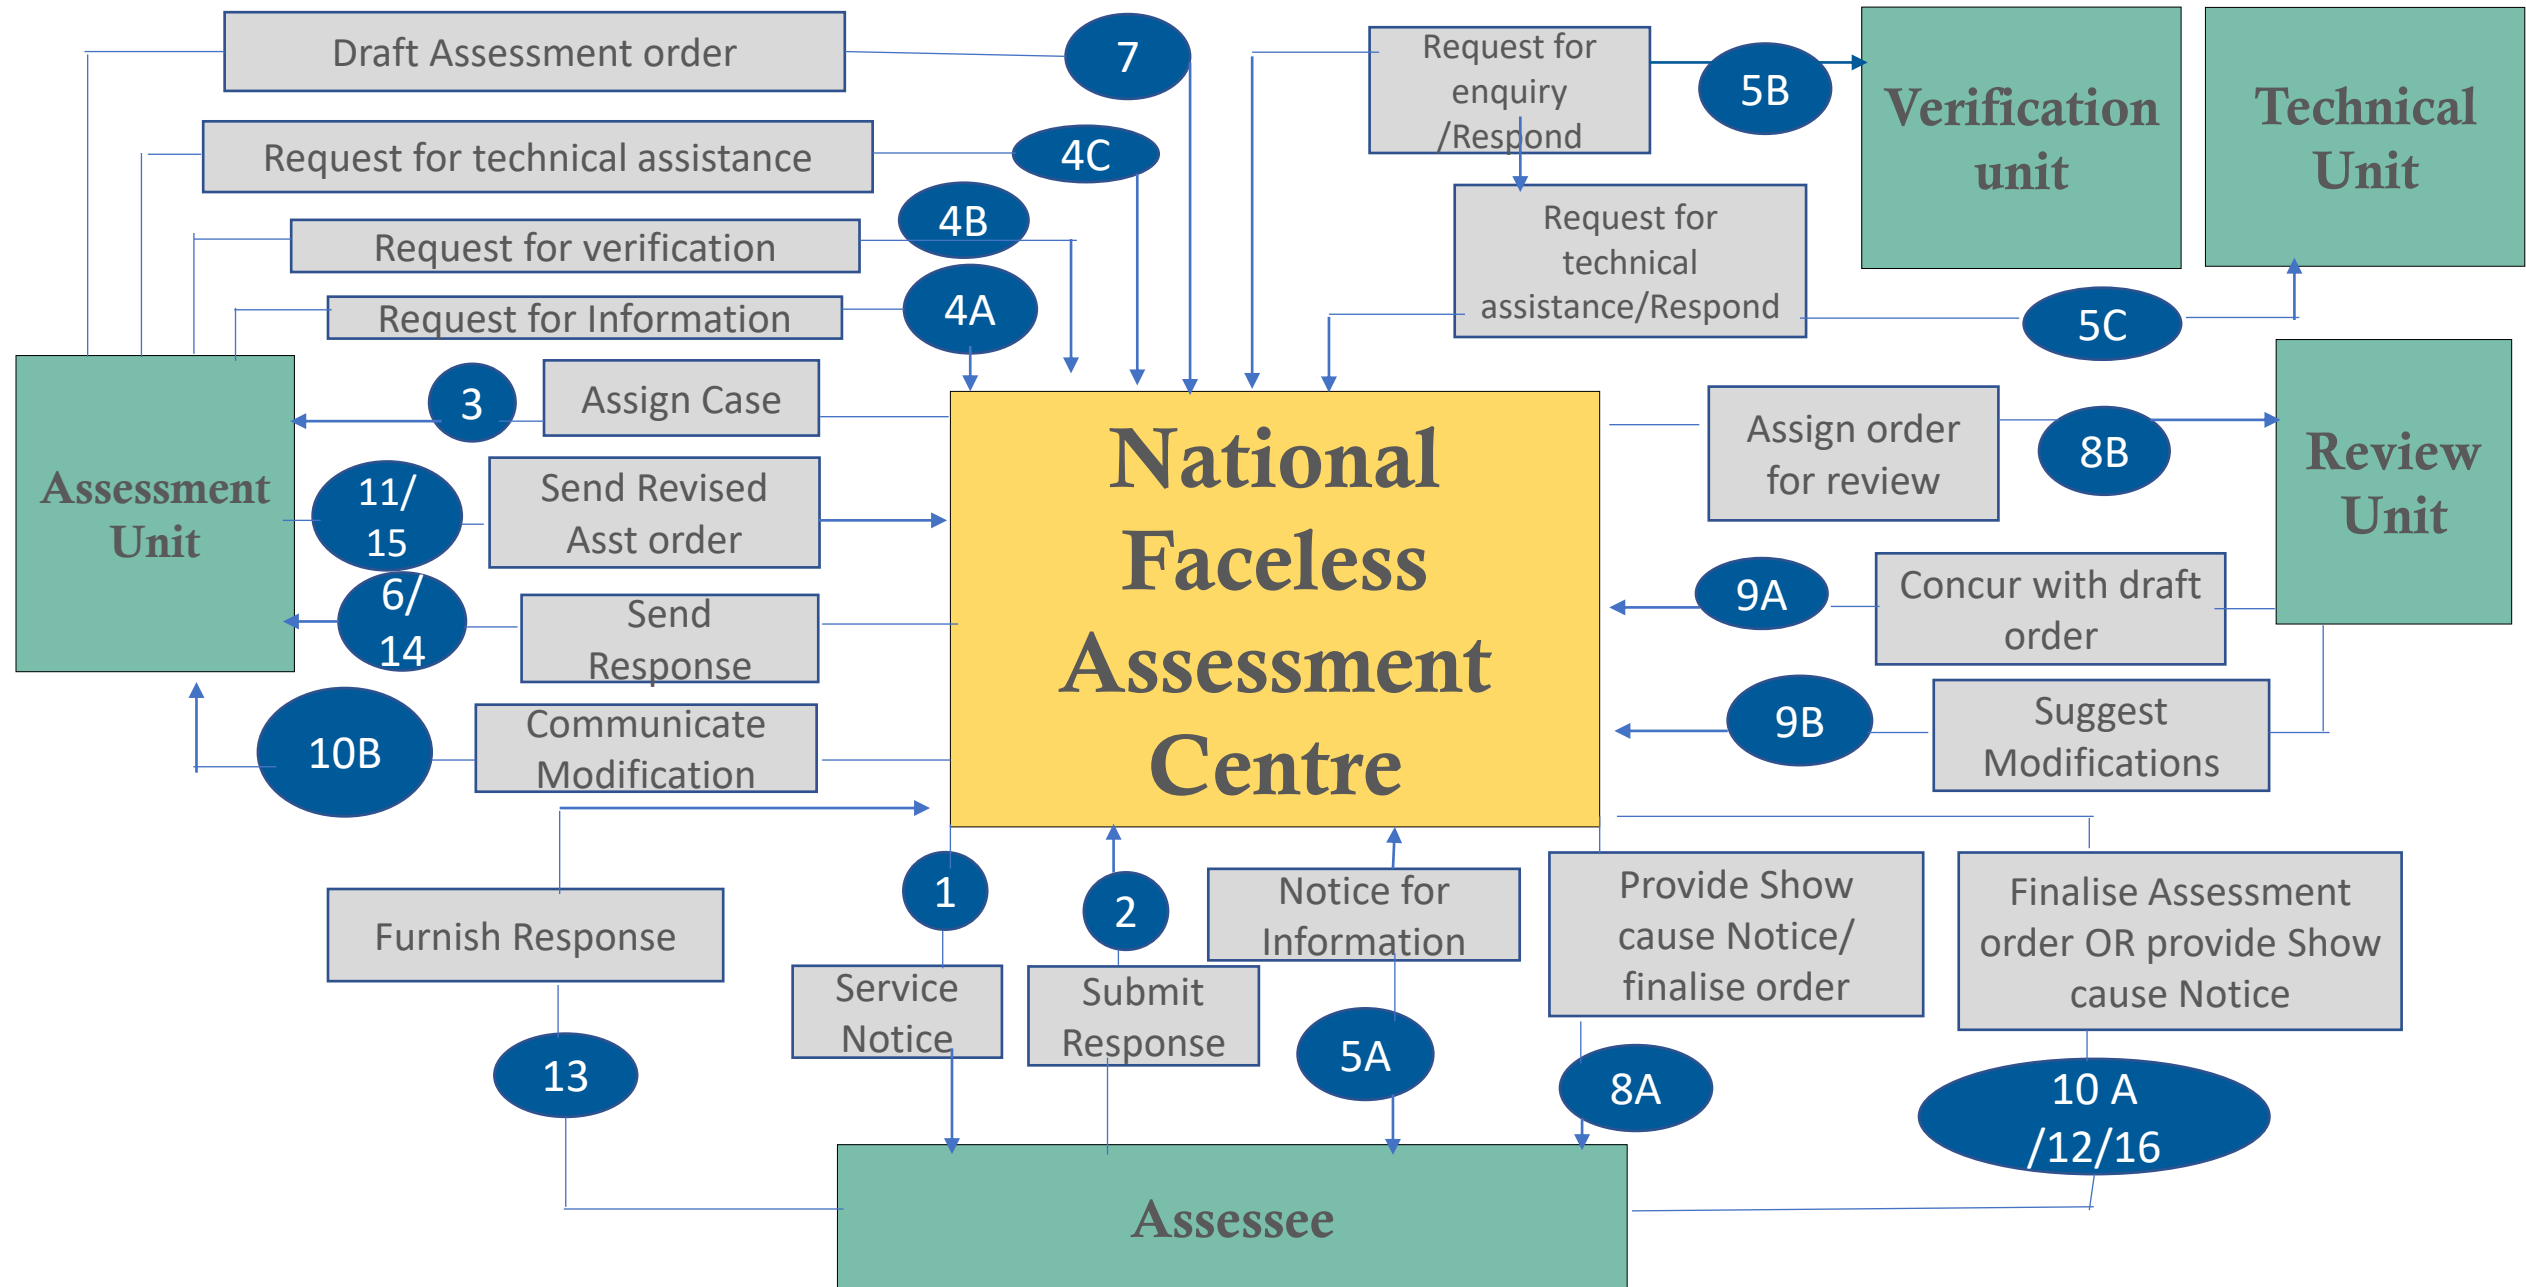 Draft Assessment order
7
Request for technical assistance
4C
Request for verification
4B
Request for Information
4A
Request for
enquiry
/Respond
5B
Verification
unit
Technical
Unit
Request for
technical
assistance/Respond
5C
Assessment
Unit
3
Assign Case
11/
15
Send Revised
Asst order
6/
14
Send
Response
10B
Communicate
Modification
National
Faceless
Assessment
Centre
Assign order
for review
8B
Review
Unit
9A
Concur with draft
order
9B
Suggest
Modifications
Furnish Response
13
1
Service
Notice
2
Submit
Response
Notice for
Information
5A
Provide Show
cause Notice/
finalise order
8A
Finalise Assessment
order OR provide Show
cause Notice
10 A
/12/16
Assessee